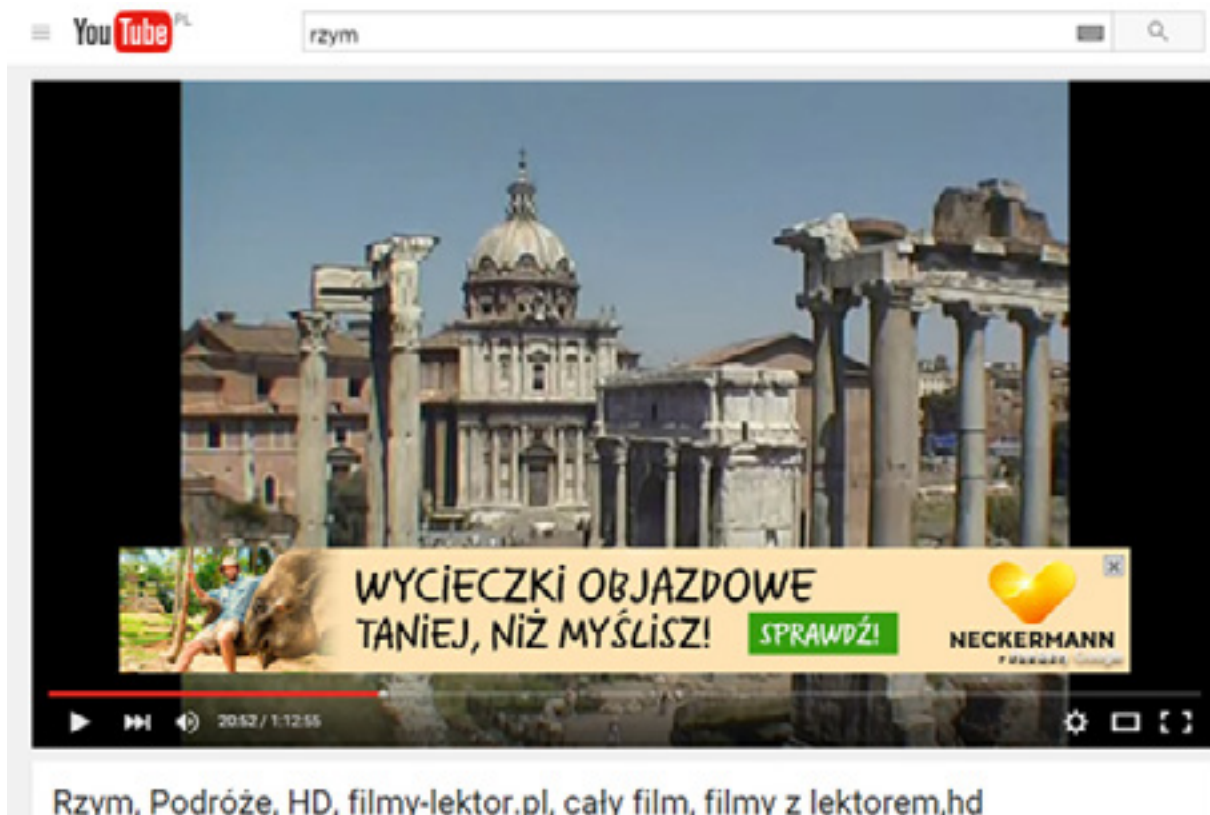 YouTube PL
rzym
WYCIECZKI OBJAZDOWE
TANIEJ, NIŻ MYŚLISZ!
SPRAWDŹ!
NECKERMANN
20:52 / 1:12:55
Rzym, Podróże, HD, filmy-lektor.pl, cały film, filmy z lektorem,hd